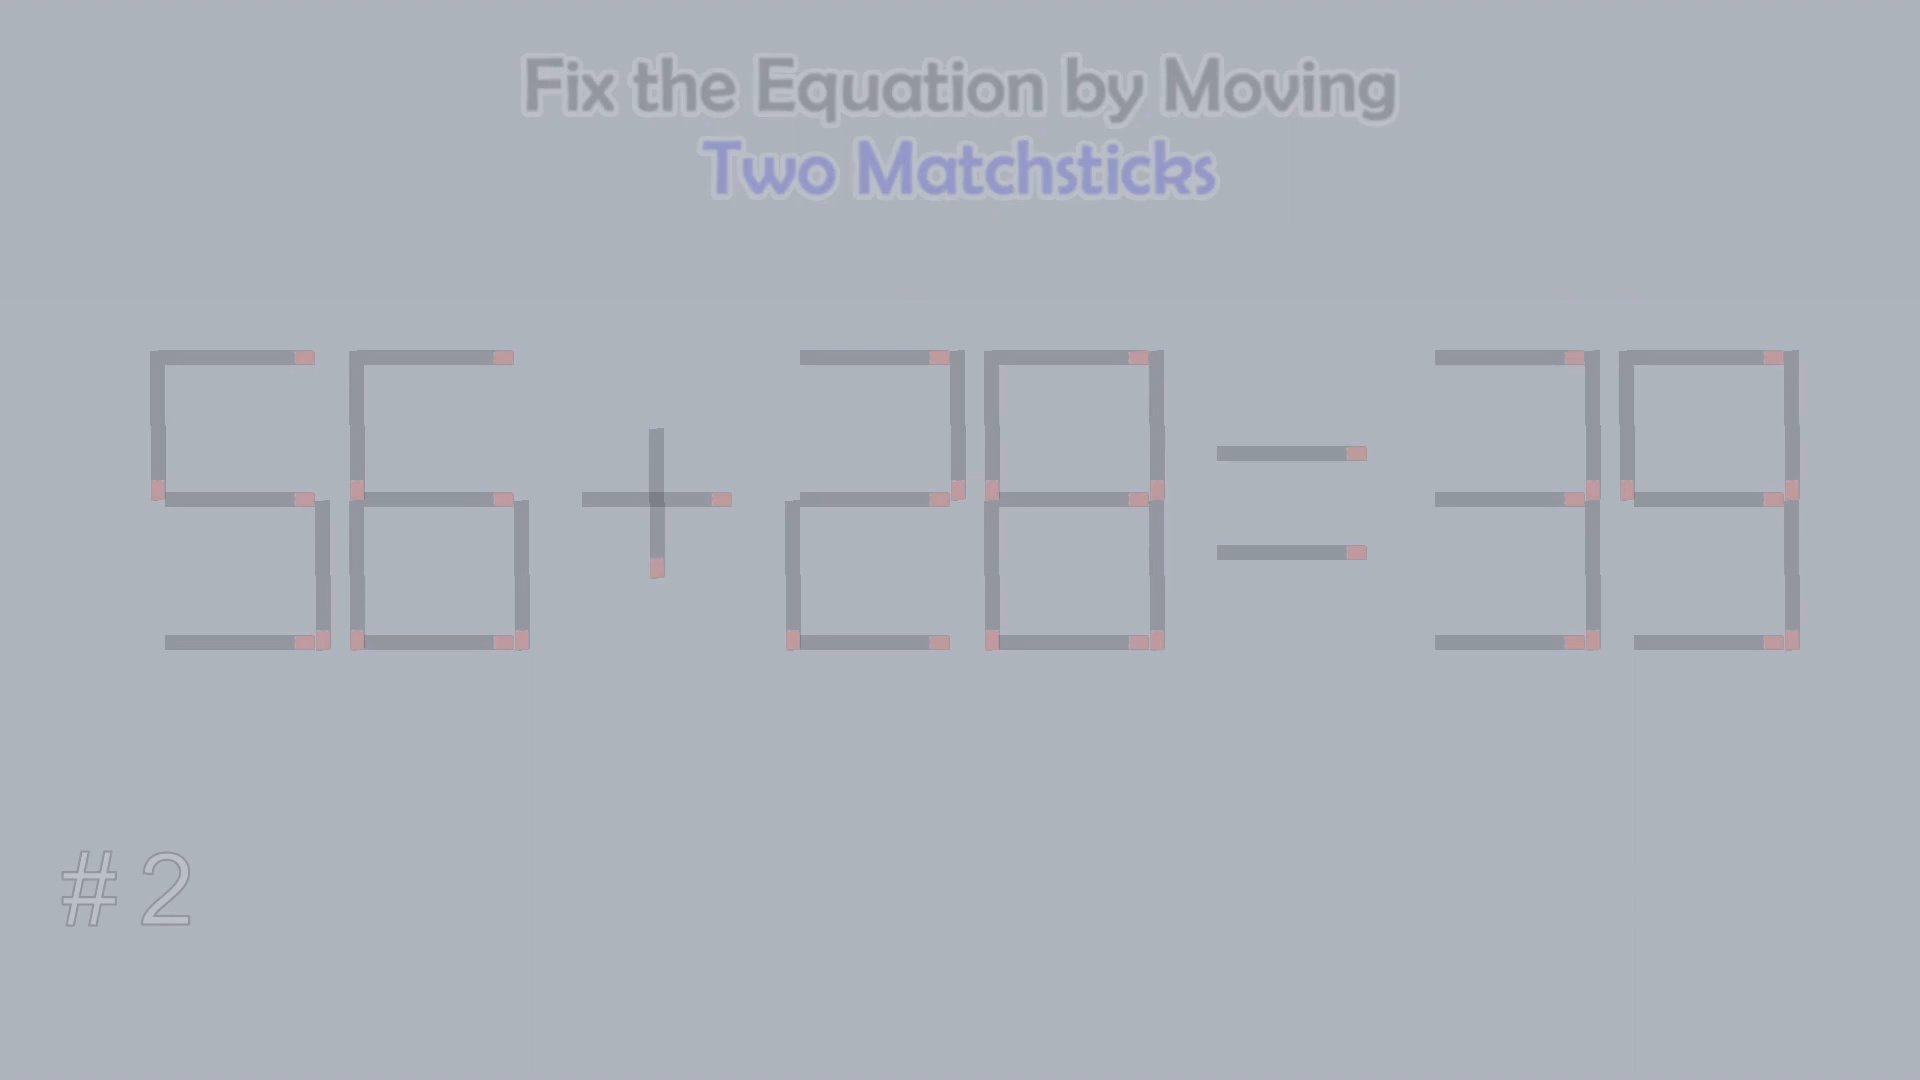 Fix the Equation by Moving
Two Matchsticks
56 + 28 = 39
#2